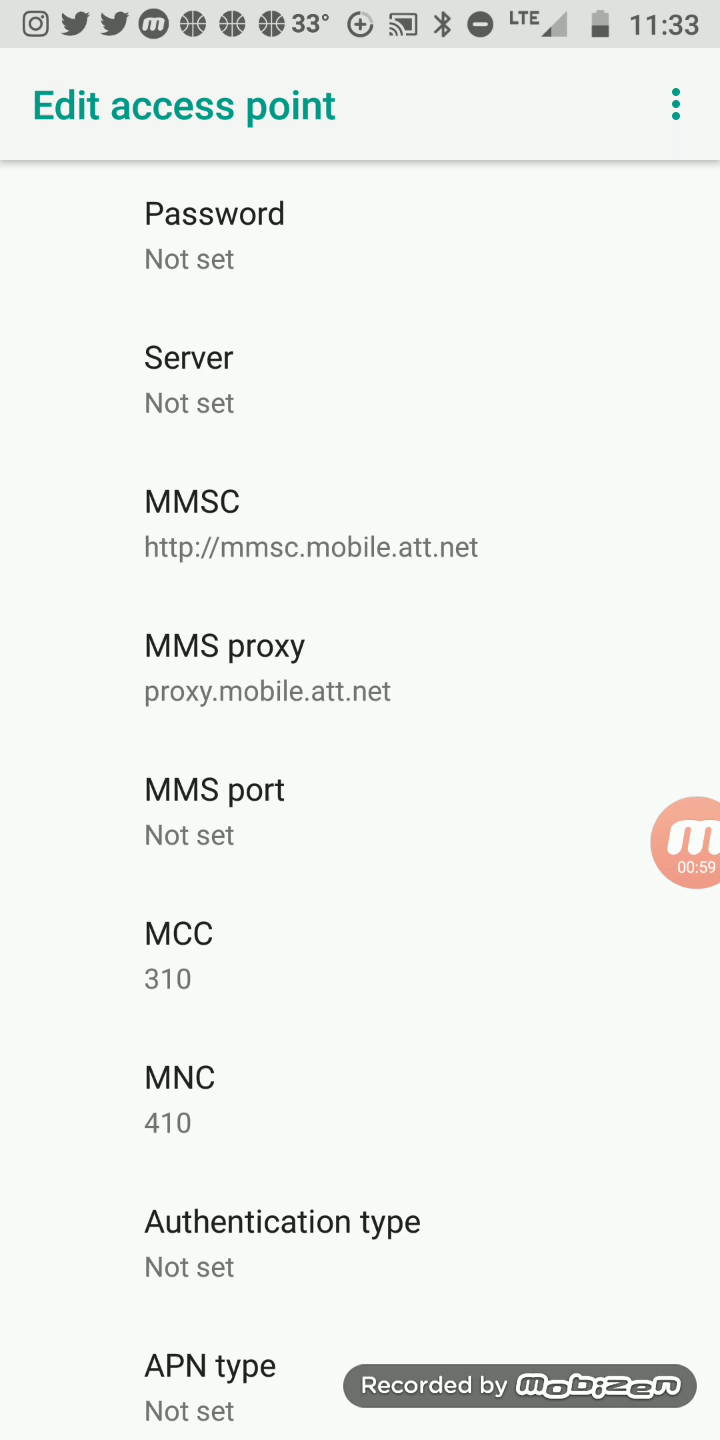 33° LTE 11:33
Edit access point
Password
Not set
Server
Not set
MMSC
http://mmsc.mobile.att.net
MMS proxy
proxy.mobile.att.net
MMS port
Not set
m
00:59
MCC
310
MNC
410
Authentication type
Not set
APN type
Recorded by mobizen
Not set